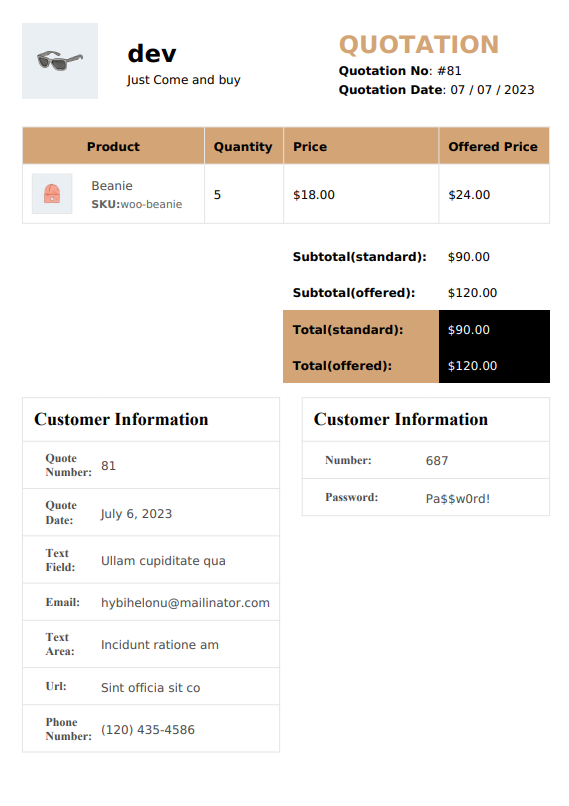 dev
Just Come and buy
QUOTATION
Quotation No: #81
Quotation Date: 07 / 07 / 2023
Product Quantity Price Offered Price
Beanie
SKU:woo-beanie
5 $18.00 $24.00
Subtotal(standard): $90.00
Subtotal(offered): $120.00
Total(standard): $90.00
Total(offered): $120.00
Customer Information
Quote
Number: 81
Quote
Date: July 6, 2023
Text
Field: Ullam cupiditate qua
Email: hybihelonu@mailinator.com
Text
Area: Incidunt ratione am
Url: Sint officia sit co
Phone
Number: (120) 435-4586
Customer Information
Number: 687
Password: Pa$$w0rd!